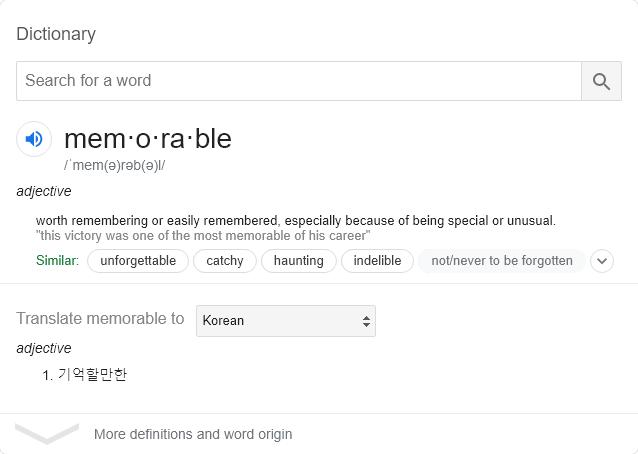 Dictionary
Search for a word
mem·o·ra·ble
/ˈmem(ə)rəb(ə)l/
adjective
worth remembering or easily remembered, especially because of being special or unusual.
"this victory was one of the most memorable of his career"
Similar: unforgettable catchy haunting indelible not/never to be forgotten
Translate memorable to Korean
adjective
1. 기억할만한
More definitions and word origin